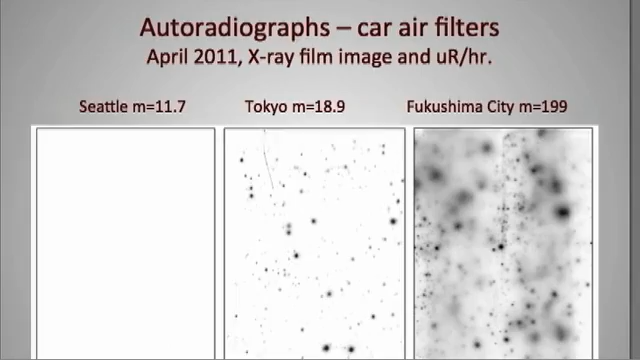 Autoradiographs – car air filters
April 2011, X-ray film image and uR/hr.
Seattle m=11.7 Tokyo m=18.9 Fukushima City m=199